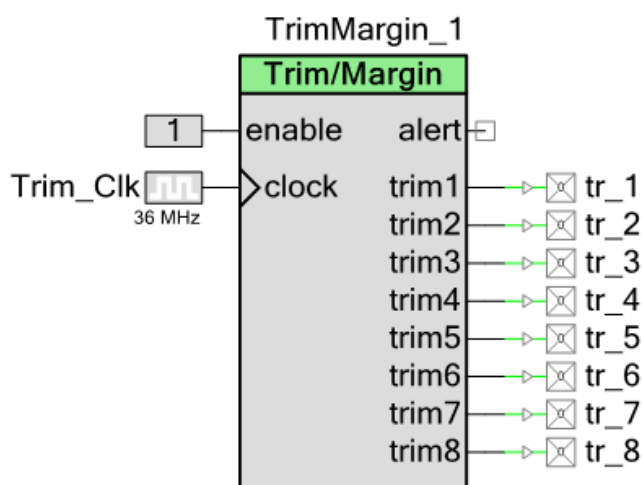 TrimMargin_1
Trim/Margin
1 enable alert
Trim_Clk clock trim1 tr_1
36 MHz
trim2 tr_2
trim3 tr_3
trim4 tr_4
trim5 tr_5
trim6 tr_6
trim7 tr_7
trim8 tr_8